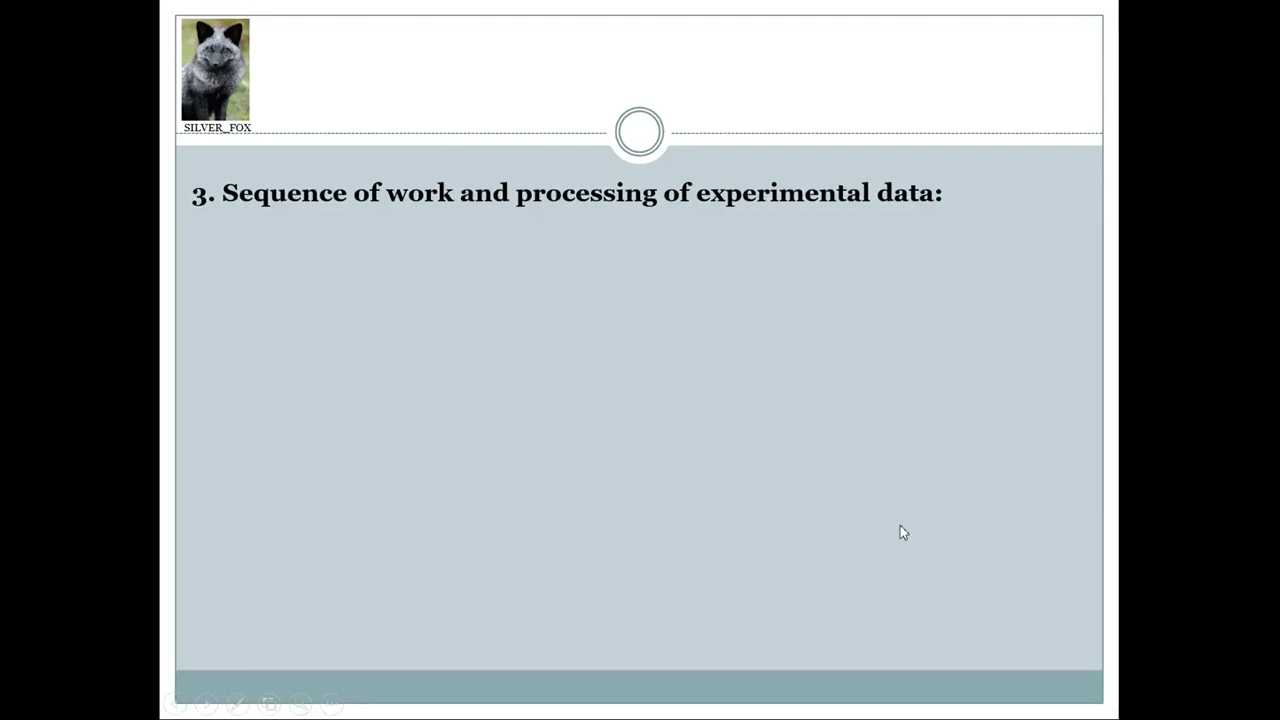 SILVER_FOX
3. Sequence of work and processing of experimental data: